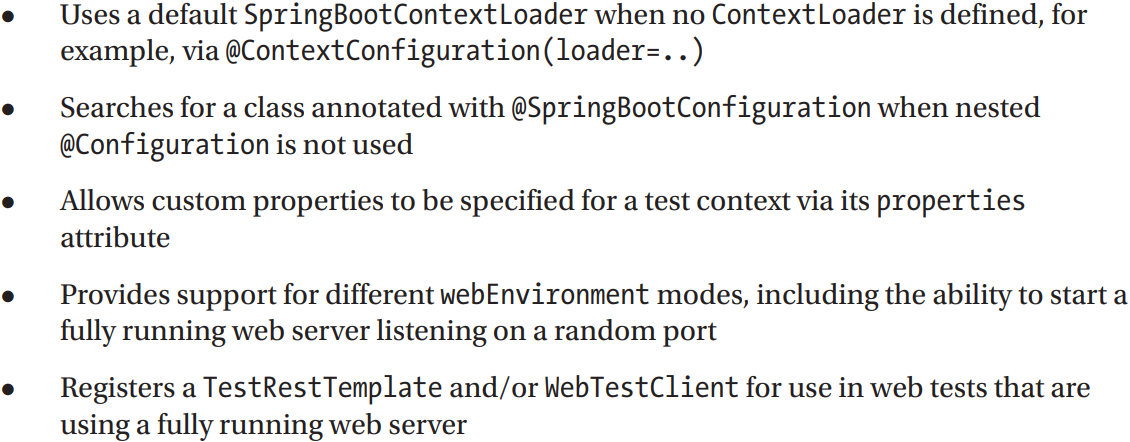 • Uses a default SpringBootContextLoader when no ContextLoader is defined, for
example, via @ContextConfiguration(loader=..)
• Searches for a class annotated with @SpringBootConfiguration when nested
@Configuration is not used
• Allows custom properties to be specified for a test context via its properties
attribute
• Provides support for different webEnvironment modes, including the ability to start a
fully running web server listening on a random port
• Registers a TestRestTemplate and/or WebTestClient for use in web tests that are
using a fully running web server